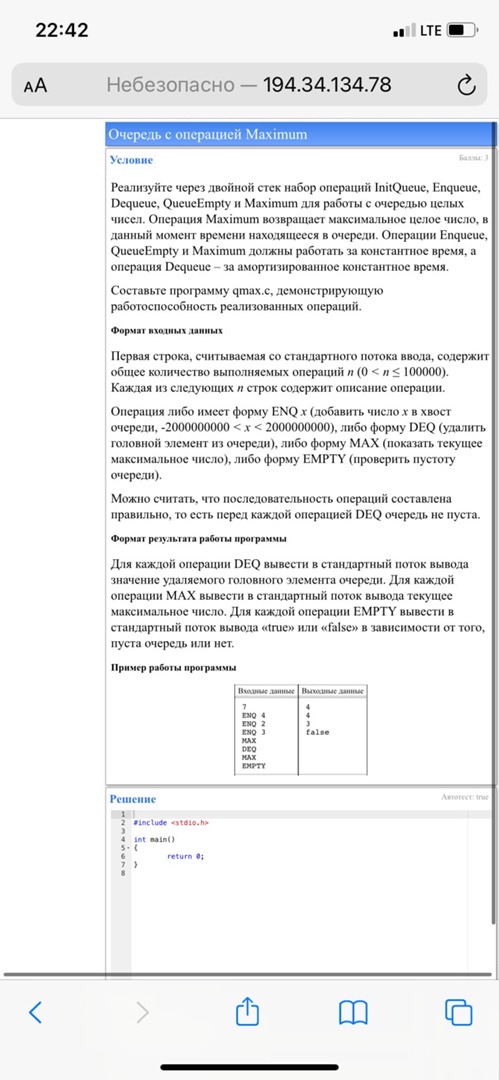 22:42
LTE
AA Небезопасно — 194.34.134.78
Очередь с операцией Maximum
Условие
Баллы: 3
Реализуйте через двойной стек набор операций InitQueue, Enqueue,
Dequeue, QueueEmpty и Maximum для работы с очередью целых
чисел. Операция Maximum возвращает максимальное целое число, в
данный момент времени находящееся в очереди. Операции Enqueue,
QueueEmpty и Maximum должны работать за константное время, а
операция Dequeue – за амортизированное константное время.
Составьте программу qmax.c, демонстрирующую
работоспособность реализованных операций.
Формат входных данных
Первая строка, считываемая со стандартного потока ввода, содержит
общее количество выполняемых операций n (0 < n ≤ 100000).
Каждая из следующих n строк содержит описание операции.
Операция либо имеет форму ENQ x (добавить число x в хвост
очереди, -2000000000 < x < 2000000000), либо форму DEQ (удалить
головной элемент из очереди), либо форму MAX (показать текущее
максимальное число), либо форму EMPTY (проверить пустоту
очереди).
Можно считать, что последовательность операций составлена
правильно, то есть перед каждой операцией DEQ очередь не пуста.
Формат результата работы программы
Для каждой операции DEQ вывести в стандартный поток вывода
значение удаляемого головного элемента очереди. Для каждой
операции MAX вывести в стандартный поток вывода текущее
максимальное число. Для каждой операции EMPTY вывести в
стандартный поток вывода «true» или «false» в зависимости от того,
пуста очередь или нет.
Пример работы программы
Входные данные Выходные данные
7 4
ENQ 4 4
ENQ 2 3
ENQ 3 false
MAX
DEQ
MAX
EMPTY
Решение
Автотест: true
1
2 #include <stdio.h>
3
4 int main()
5 {
6 return 0;
7 }
8